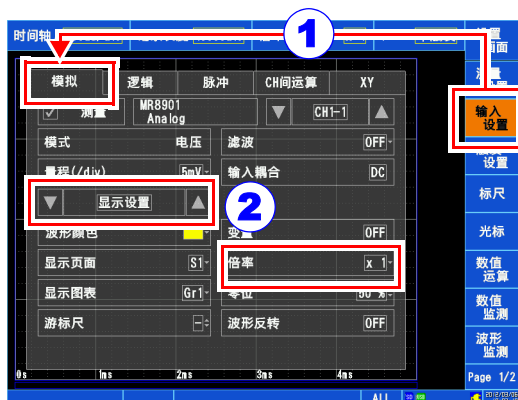 时间轴
1
画面
模拟
逻辑
脉冲
CH间运算
XY
测量
MR8901
Analog
CH1-1
输入
设置
模式
电压
滤波
OFF
设置
量程(/div)
5mV
输入耦合
DC
标尺
显示设置
2
波形颜色
变量
OFF
光标
显示页面
S1
倍率
x 1
数值
运算
显示图表
Gr1
零位
50 %
数值
监测
游标尺
-
波形反转
OFF
波形
监测
0s
1ms
2ms
3ms
4ms
Page 1/2
ALL